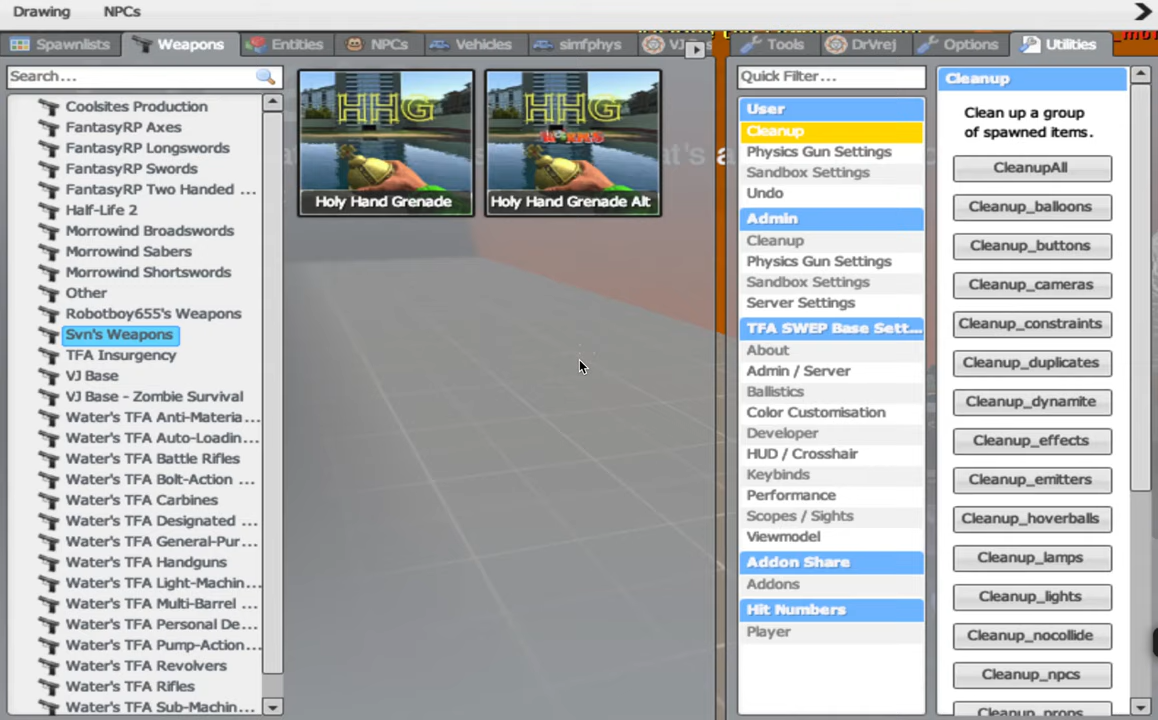 Drawing NPCs
Spawnlists Weapons Entities NPCs Vehicles simfphys
Search...
Coolsites Production
FantasyRP Axes
FantasyRP Longswords
FantasyRP Swords
FantasyRP Two Handed ...
Half-Life 2
Morrowind Broadswords
Morrowind Sabers
Morrowind Shortswords
Other
Robotboy655's Weapons
Svn's Weapons
TFA Insurgency
VJ Base
VJ Base - Zombie Survival
Water's TFA Anti-Materia...
Water's TFA Auto-Loadin...
Water's TFA Battle Rifles
Water's TFA Bolt-Action ...
Water's TFA Carbines
Water's TFA Designated ...
Water's TFA General-Pur...
Water's TFA Handguns
Water's TFA Light-Machin...
Water's TFA Multi-Barrel ...
Water's TFA Personal De...
Water's TFA Pump-Action...
Water's TFA Revolvers
Water's TFA Rifles
Water's TFA Sub-Machin...
HHG
Holy Hand Grenade
HHG
Holy Hand Grenade Alt
Tools DrVrej Options Utilities
Quick Filter...
User
Cleanup
Physics Gun Settings
Sandbox Settings
Undo
Admin
Cleanup
Physics Gun Settings
Sandbox Settings
Server Settings
TFA SWEP Base Sett...
About
Admin / Server
Ballistics
Color Customisation
Developer
HUD / Crosshair
Keybinds
Performance
Scopes / Sights
Viewmodel
Addon Share
Addons
Hit Numbers
Player
Cleanup
Clean up a group
of spawned items.
CleanupAll
Cleanup_balloons
Cleanup_buttons
Cleanup_cameras
Cleanup_constraints
Cleanup_duplicates
Cleanup_dynamite
Cleanup_effects
Cleanup_emitters
Cleanup_hoverballs
Cleanup_lamps
Cleanup_lights
Cleanup_nocollide
Cleanup_npcs
Cleanup_props